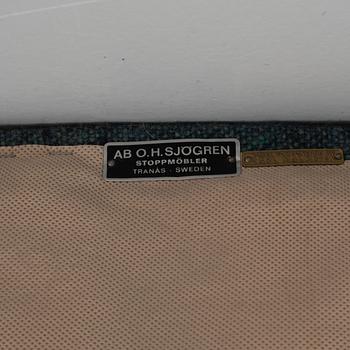 AB O.H.SJÖGREN
STOPPMÖBLER
TRANÅS · SWEDEN